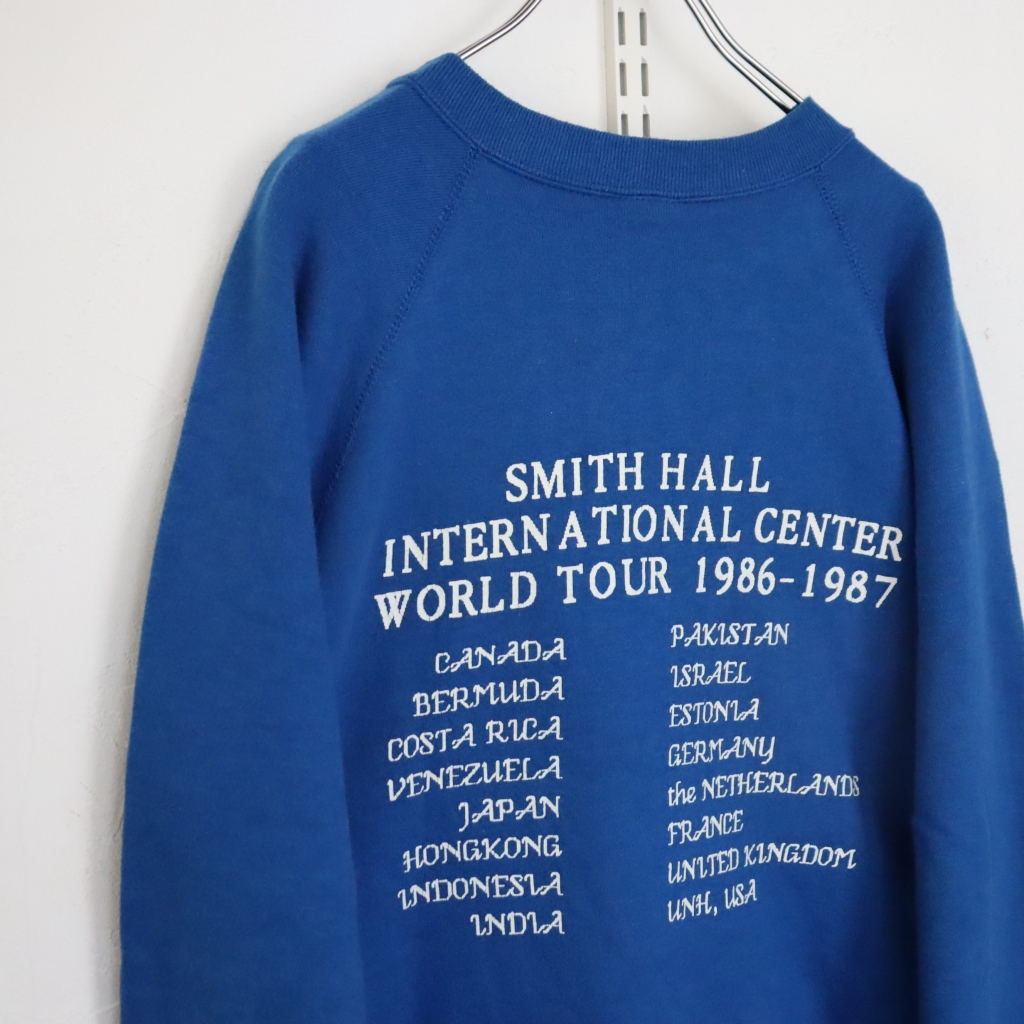 SMITH HALL
INTERNATIONAL CENTER
WORLD TOUR 1986-1987
CANADA
BERMUDA
COSTA RICA
VENEZUELA
JAPAN
HONGKONG
INDONESIA
INDIA
PAKISTAN
ISRAEL
ESTONIA
GERMANY
the NETHERLANDS
FRANCE
UNITED KINGDOM
UNH, USA